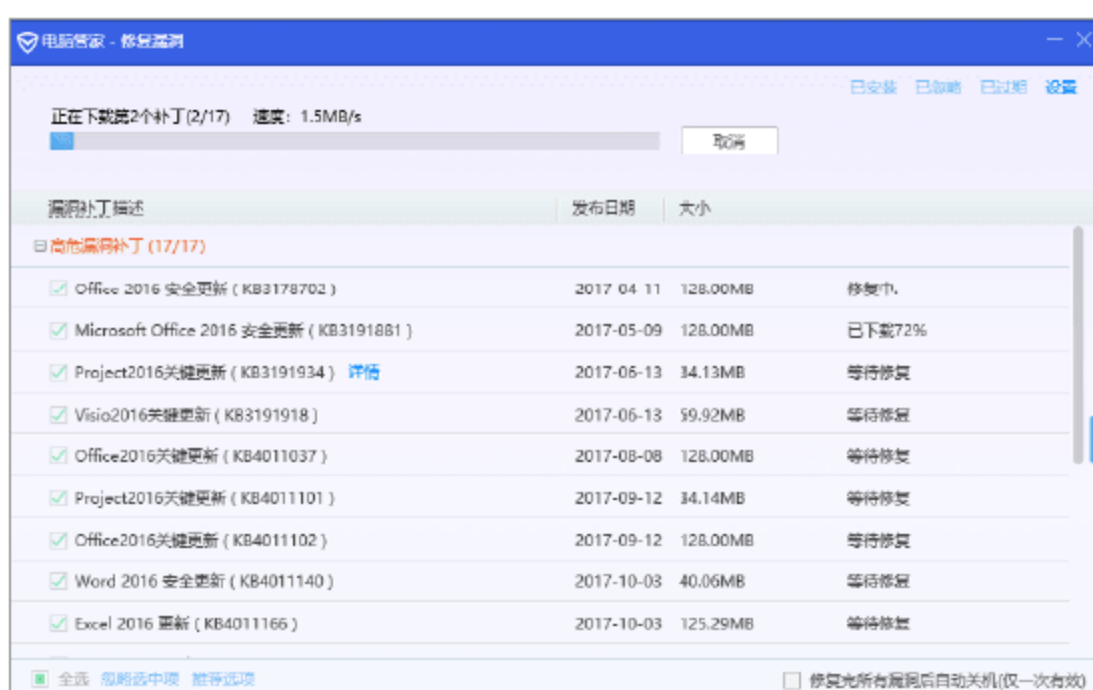 电脑管家 - 修复漏洞
已安装 已忽略 已过期 设置
正在下载第2个补丁(2/17) 速度：1.5MB/s
取消
漏洞补丁描述 发布日期 大小
高危漏洞补丁 (17/17)
Office 2016 安全更新 ( KB3178702 ) 2017-04-11 128.00MB 修复中.
Microsoft Office 2016 安全更新 ( KB3191881 ) 2017-05-09 128.00MB 已下载72%
Project2016关键更新 ( KB3191934 ) 详情 2017-06-13 34.13MB 等待修复
Visio2016关键更新 ( KB3191918 ) 2017-06-13 59.92MB 等待修复
Office2016关键更新 ( KB4011037 ) 2017-08-08 128.00MB 等待修复
Project2016关键更新 ( KB4011101 ) 2017-09-12 34.14MB 等待修复
Office2016关键更新 ( KB4011102 ) 2017-09-12 128.00MB 等待修复
Word 2016 安全更新 ( KB4011140 ) 2017-10-03 40.06MB 等待修复
Excel 2016 更新 ( KB4011166 ) 2017-10-03 125.29MB 等待修复
全选 忽略选中项 推荐选项 修复完所有漏洞后自动关机(仅一次有效)